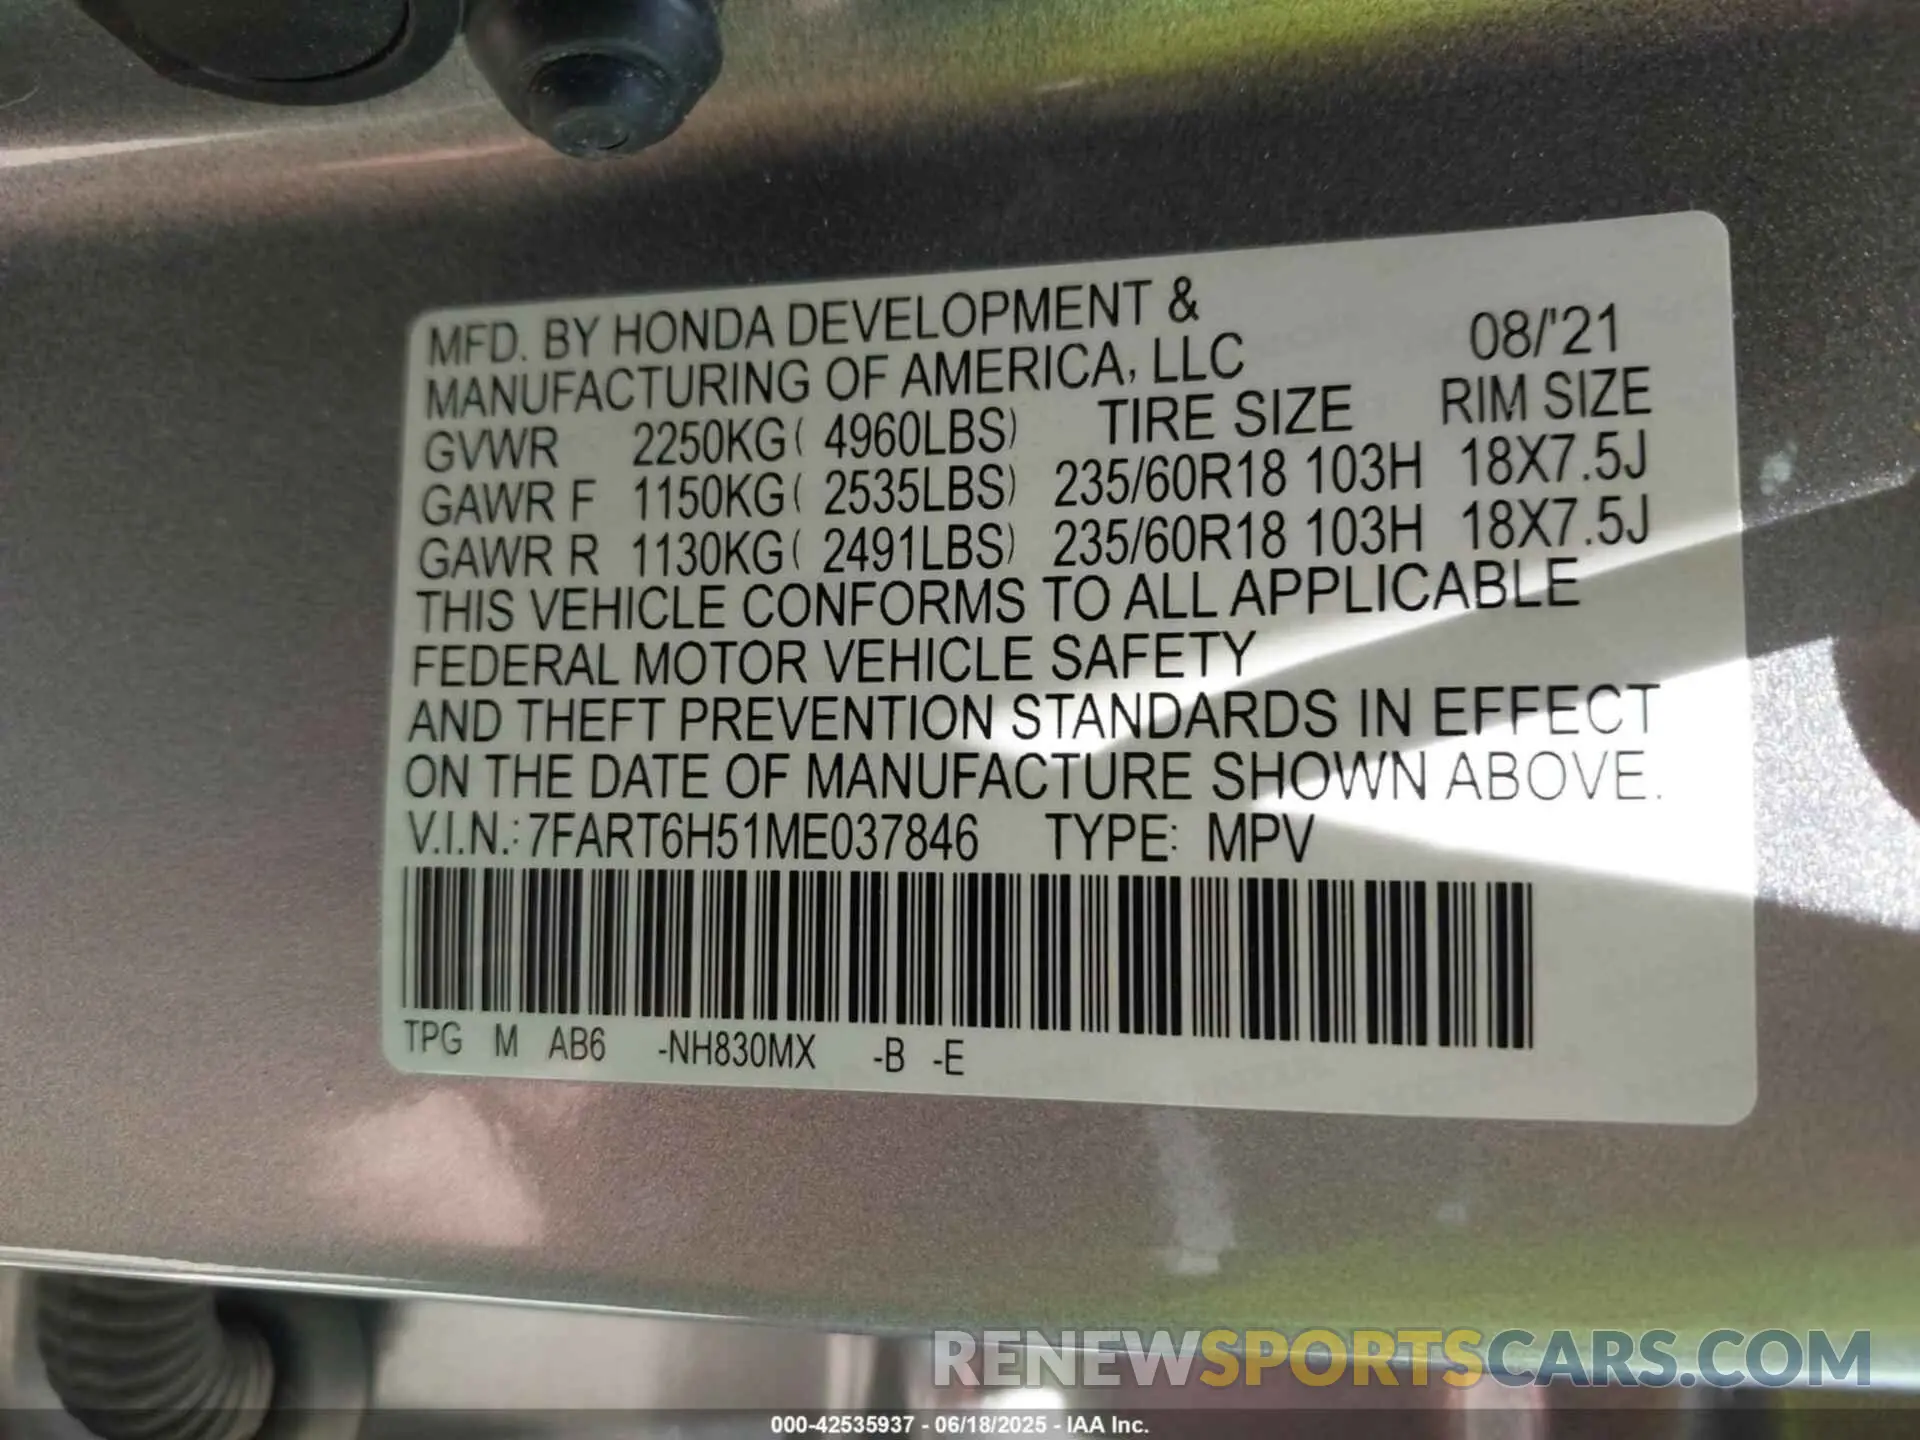 MFD. BY HONDA DEVELOPMENT &
MANUFACTURING OF AMERICA, LLC 08/'21
GVWR 2250KG( 4960LBS) TIRE SIZE RIM SIZE
GAWR F 1150KG( 2535LBS) 235/60R18 103H 18X7.5J
GAWR R 1130KG( 2491LBS) 235/60R18 103H 18X7.5J
THIS VEHICLE CONFORMS TO ALL APPLICABLE
FEDERAL MOTOR VEHICLE SAFETY
AND THEFT PREVENTION STANDARDS IN EFFECT
ON THE DATE OF MANUFACTURE SHOWN ABOVE.
V.I.N.: 7FART6H51ME037846 TYPE: MPV
TPG M AB6 -NH830MX -B -E
RENEWSPORTSCARS.COM
000-42535937 - 06/18/2025 - IAA Inc.